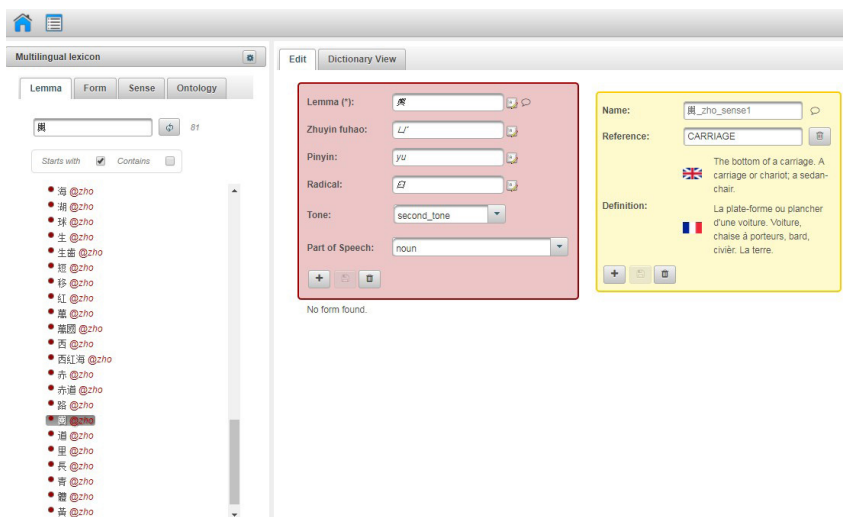 Multilingual lexicon
Edit Dictionary View
Lemma Form Sense Ontology
輿 81
Starts with Contains
海 @zho
湖 @zho
球 @zho
生 @zho
生齒 @zho
短 @zho
移 @zho
紅 @zho
@zho
@zho
西 @zho
西紅海 @zho
赤 @zho
赤道 @zho
路 @zho
輿 @zho
道 @zho
里 @zho
長 @zho
青 @zho
體 @zho
黃 @zho
Lemma (*): 輿
Zhuyin fuhao: ㄩˊ
Pinyin: yu
Radical: 臼
Tone: second_tone
Part of Speech: noun
No form found.
Name: 輿_zho_sense1
Reference: CARRIAGE
Definition:
The bottom of a carriage. A
carriage or chariot; a sedan-
chair.
La plate-forme ou plancher
d'une voiture. Voiture,
chaise á porteurs, bard,
civièr. La terre.